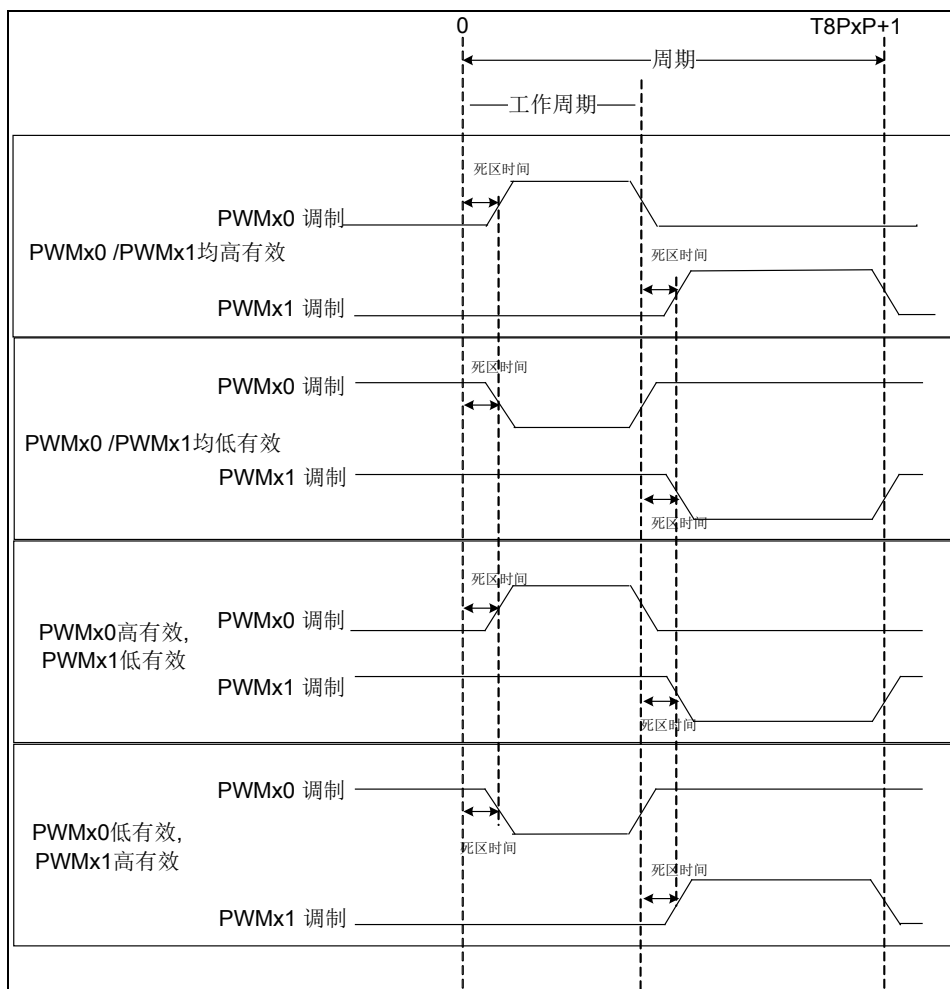 0
T8PxP+1
周期
工作周期
死区时间
PWMx0 调制
PWMx0 /PWMx1均高有效
死区时间
PWMx1 调制
死区时间
PWMx0 调制
PWMx0 /PWMx1均低有效
PWMx1 调制
死区时间
死区时间
PWMx0高有效,
PWMx0 调制
PWMx1低有效
PWMx1 调制
死区时间
PWMx0 调制
PWMx0低有效,
死区时间
PWMx1高有效
死区时间
PWMx1 调制